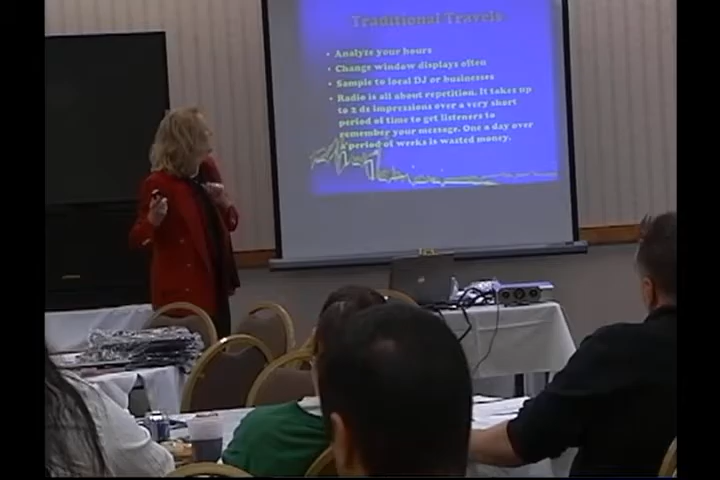 Traditional Travels
• Analyze your hours
• Change window displays often
• Sample to local DJ or businesses
• Radio is all about repetition. It takes up
to 2 ds impressions over a very short
period of time to get listeners to
remember your message. One a day over
a period of weeks is wasted money.